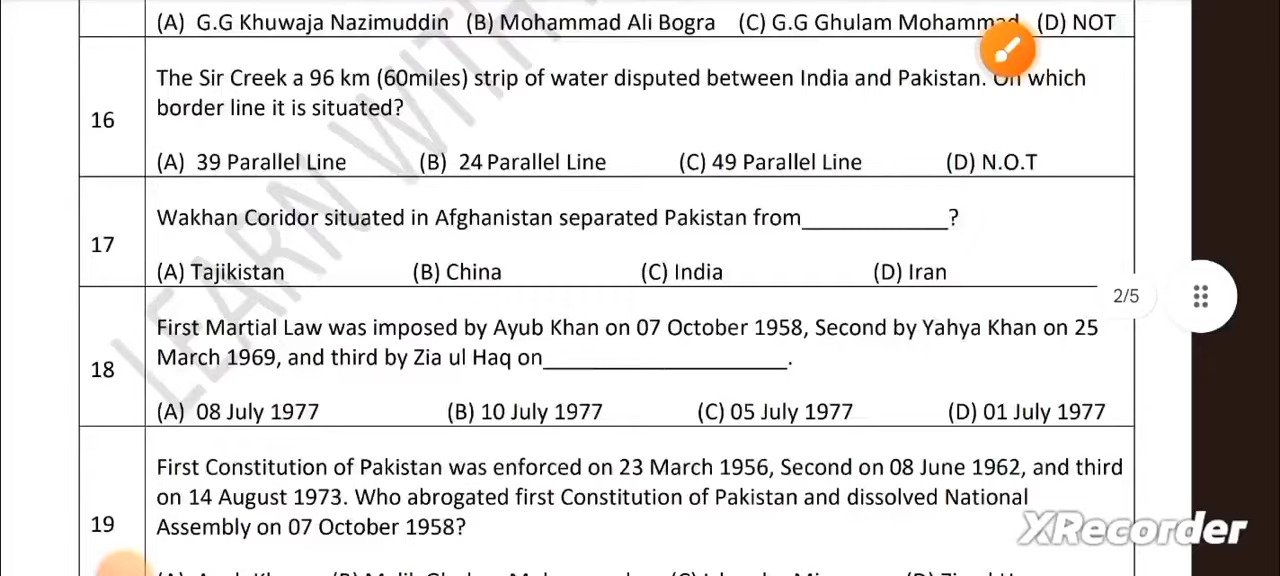 (A) G.G Khuwaja Nazimuddin (B) Mohammad Ali Bogra (C) G.G Ghulam Mohammad (D) NOT
16
The Sir Creek a 96 km (60miles) strip of water disputed between India and Pakistan. On which
border line it is situated?
(A) 39 Parallel Line (B) 24 Parallel Line (C) 49 Parallel Line (D) N.O.T
17
Wakhan Coridor situated in Afghanistan separated Pakistan from____________?
(A) Tajikistan (B) China (C) India (D) Iran
2/5
18
First Martial Law was imposed by Ayub Khan on 07 October 1958, Second by Yahya Khan on 25
March 1969, and third by Zia ul Haq on____________________.
(A) 08 July 1977 (B) 10 July 1977 (C) 05 July 1977 (D) 01 July 1977
19
First Constitution of Pakistan was enforced on 23 March 1956, Second on 08 June 1962, and third
on 14 August 1973. Who abrogated first Constitution of Pakistan and dissolved National
Assembly on 07 October 1958?
LEARN WITH
XRecorder